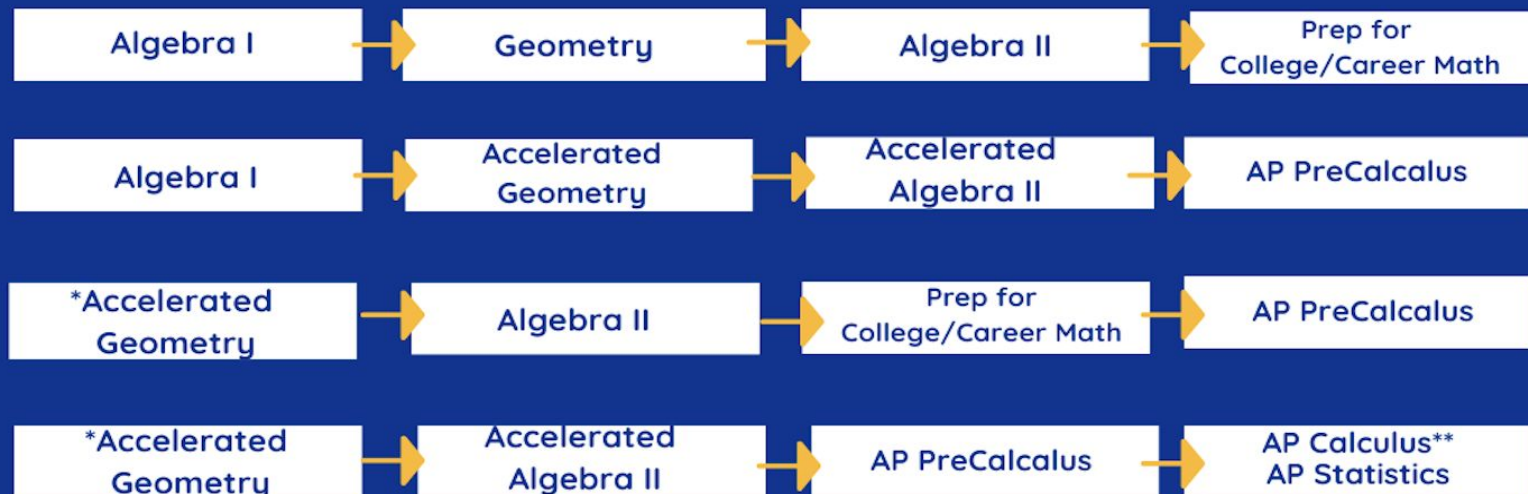 Algebra I
Geometry
Algebra II
Prep for
College/Career Math
Algebra I
Accelerated
Geometry
Accelerated
Algebra II
AP PreCalcalus
*Accelerated
Geometry
Algebra II
Prep for
College/Career Math
AP PreCalcalus
*Accelerated
Geometry
Accelerated
Algebra II
AP PreCalculus
AP Calculus**
AP Statistics